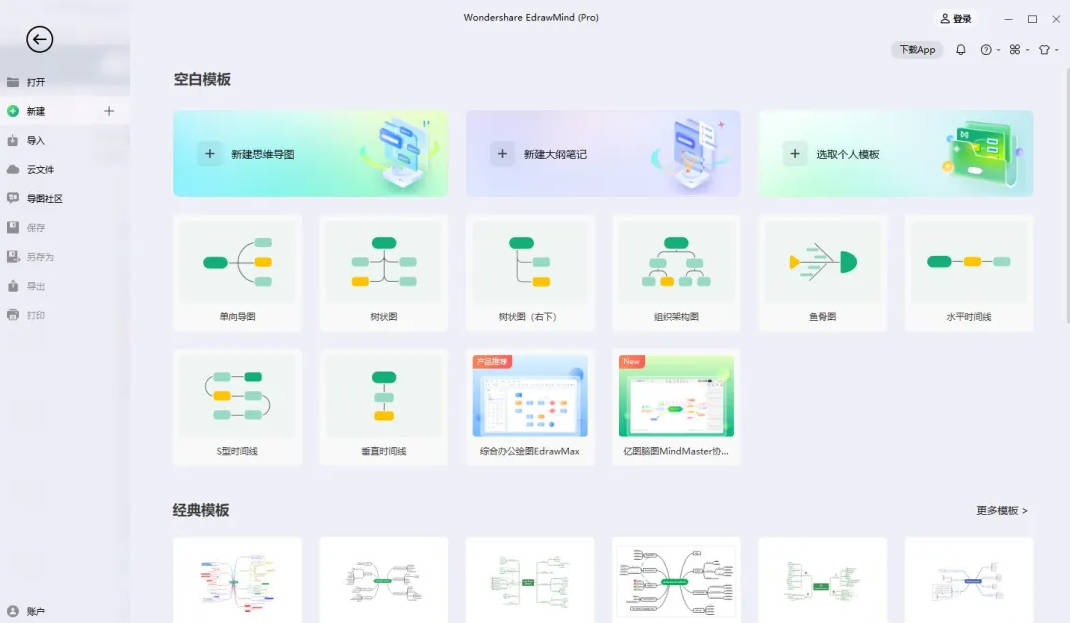 Wondershare EdrawMind (Pro)
登录
下载App
打开
新建
导入
云文件
导图社区
保存
另存为
导出
打印
账户
空白模板
新建思维导图
新建大纲笔记
选取个人模板
单向导图
树状图
树状图（右下）
组织架构图
鱼骨图
水平时间线
S型时间线
垂直时间线
产品推荐
综合办公绘图EdrawMax
New
亿图脑图MindMaster协...
经典模板
更多模板 >